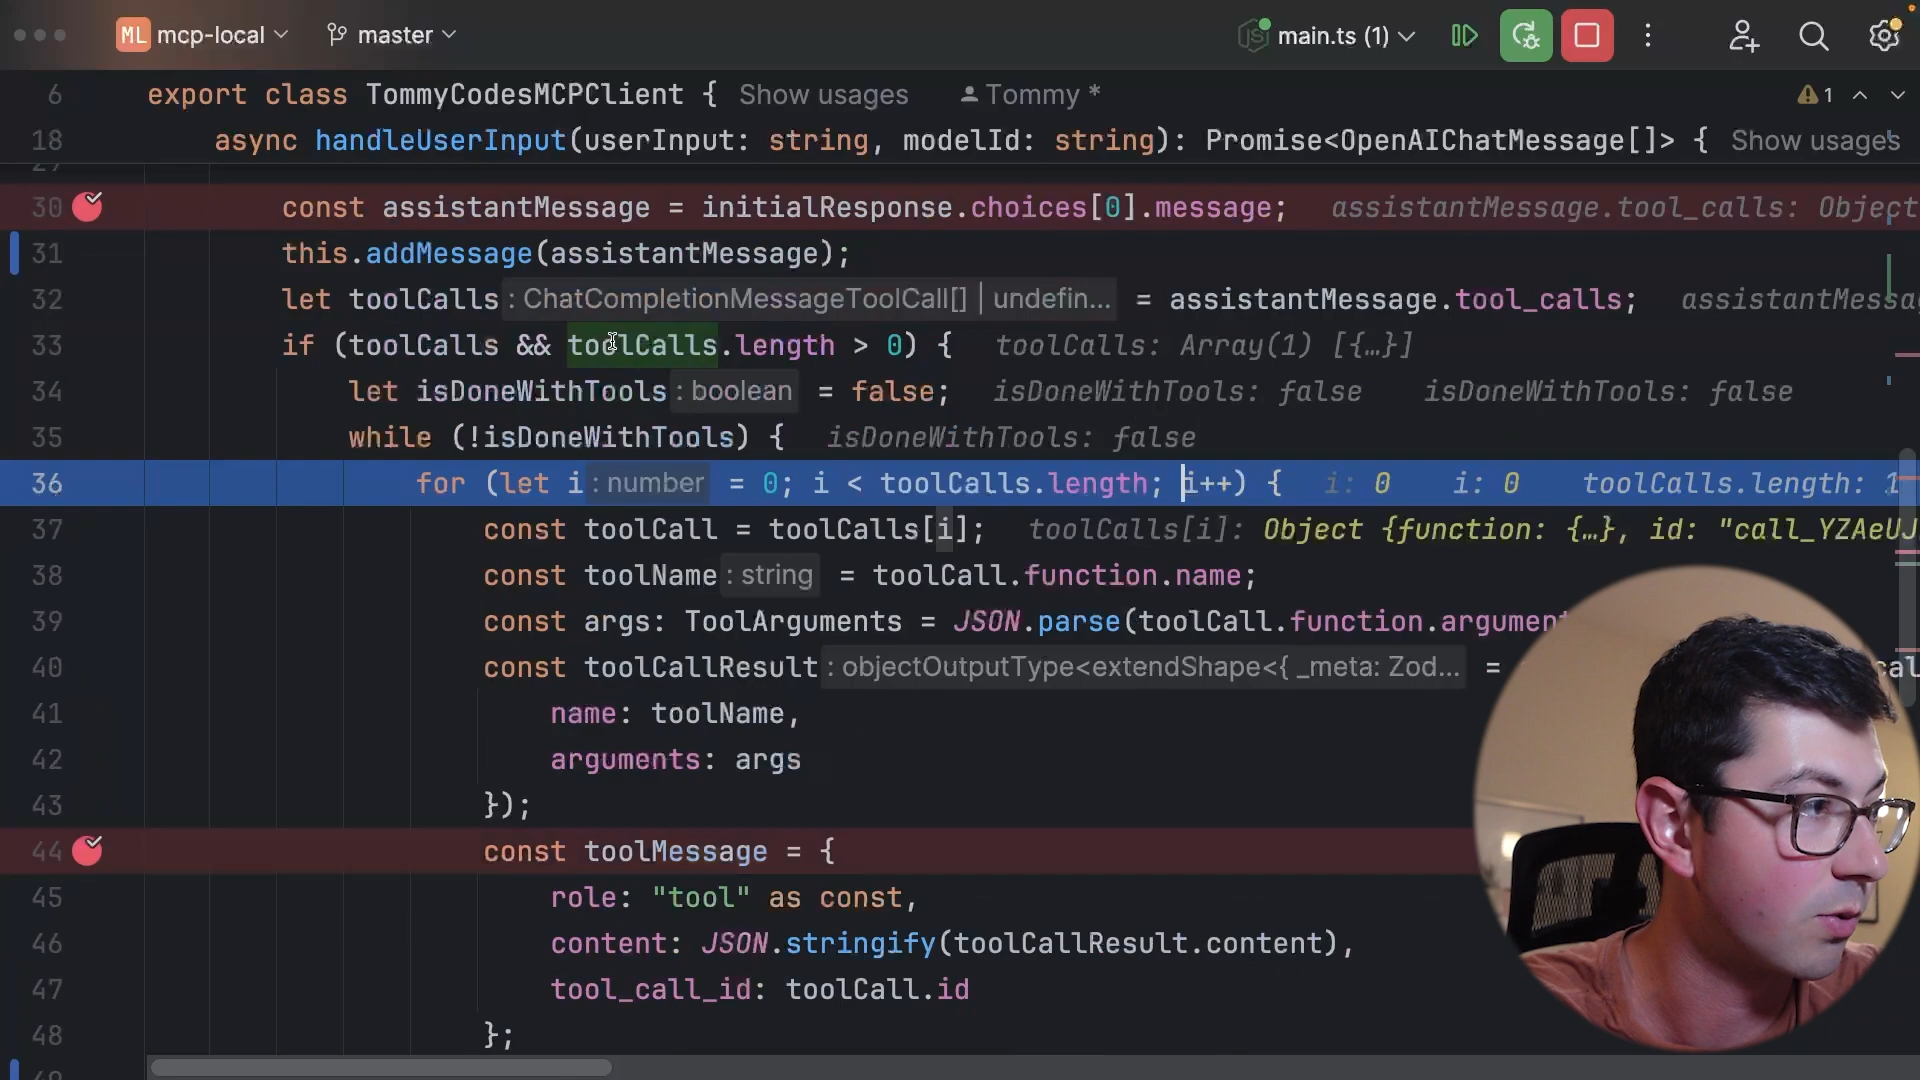 ML mcp-local master main.ts (1)
6 export class TommyCodesMCPClient { Show usages Tommy * 1
18 async handleUserInput(userInput: string, modelId: string): Promise<OpenAIChatMessage[]> { Show usages
29
30 const assistantMessage = initialResponse.choices[0].message; assistantMessage.tool_calls: Object
31 this.addMessage(assistantMessage);
32 let toolCalls : ChatCompletionMessageToolCall[] | undefin... = assistantMessage.tool_calls; assistantMessa
33 if (toolCalls && toolCalls.length > 0) { toolCalls: Array(1) [{…}]
34 let isDoneWithTools : boolean = false; isDoneWithTools: false isDoneWithTools: false
35 while (!isDoneWithTools) { isDoneWithTools: false
36 for (let i : number = 0; i < toolCalls.length; i++) { i: 0 i: 0 toolCalls.length: 1
37 const toolCall = toolCalls[i]; toolCalls[i]: Object {function: {…}, id: "call_YZAeUJ
38 const toolName : string = toolCall.function.name;
39 const args: ToolArguments = JSON.parse(toolCall.function.argument
40 const toolCallResult : objectOutputType<extendShape<{ _meta: Zod... = cal
41 name: toolName,
42 arguments: args
43 });
44 const toolMessage = {
45 role: "tool" as const,
46 content: JSON.stringify(toolCallResult.content),
47 tool_call_id: toolCall.id
48 };